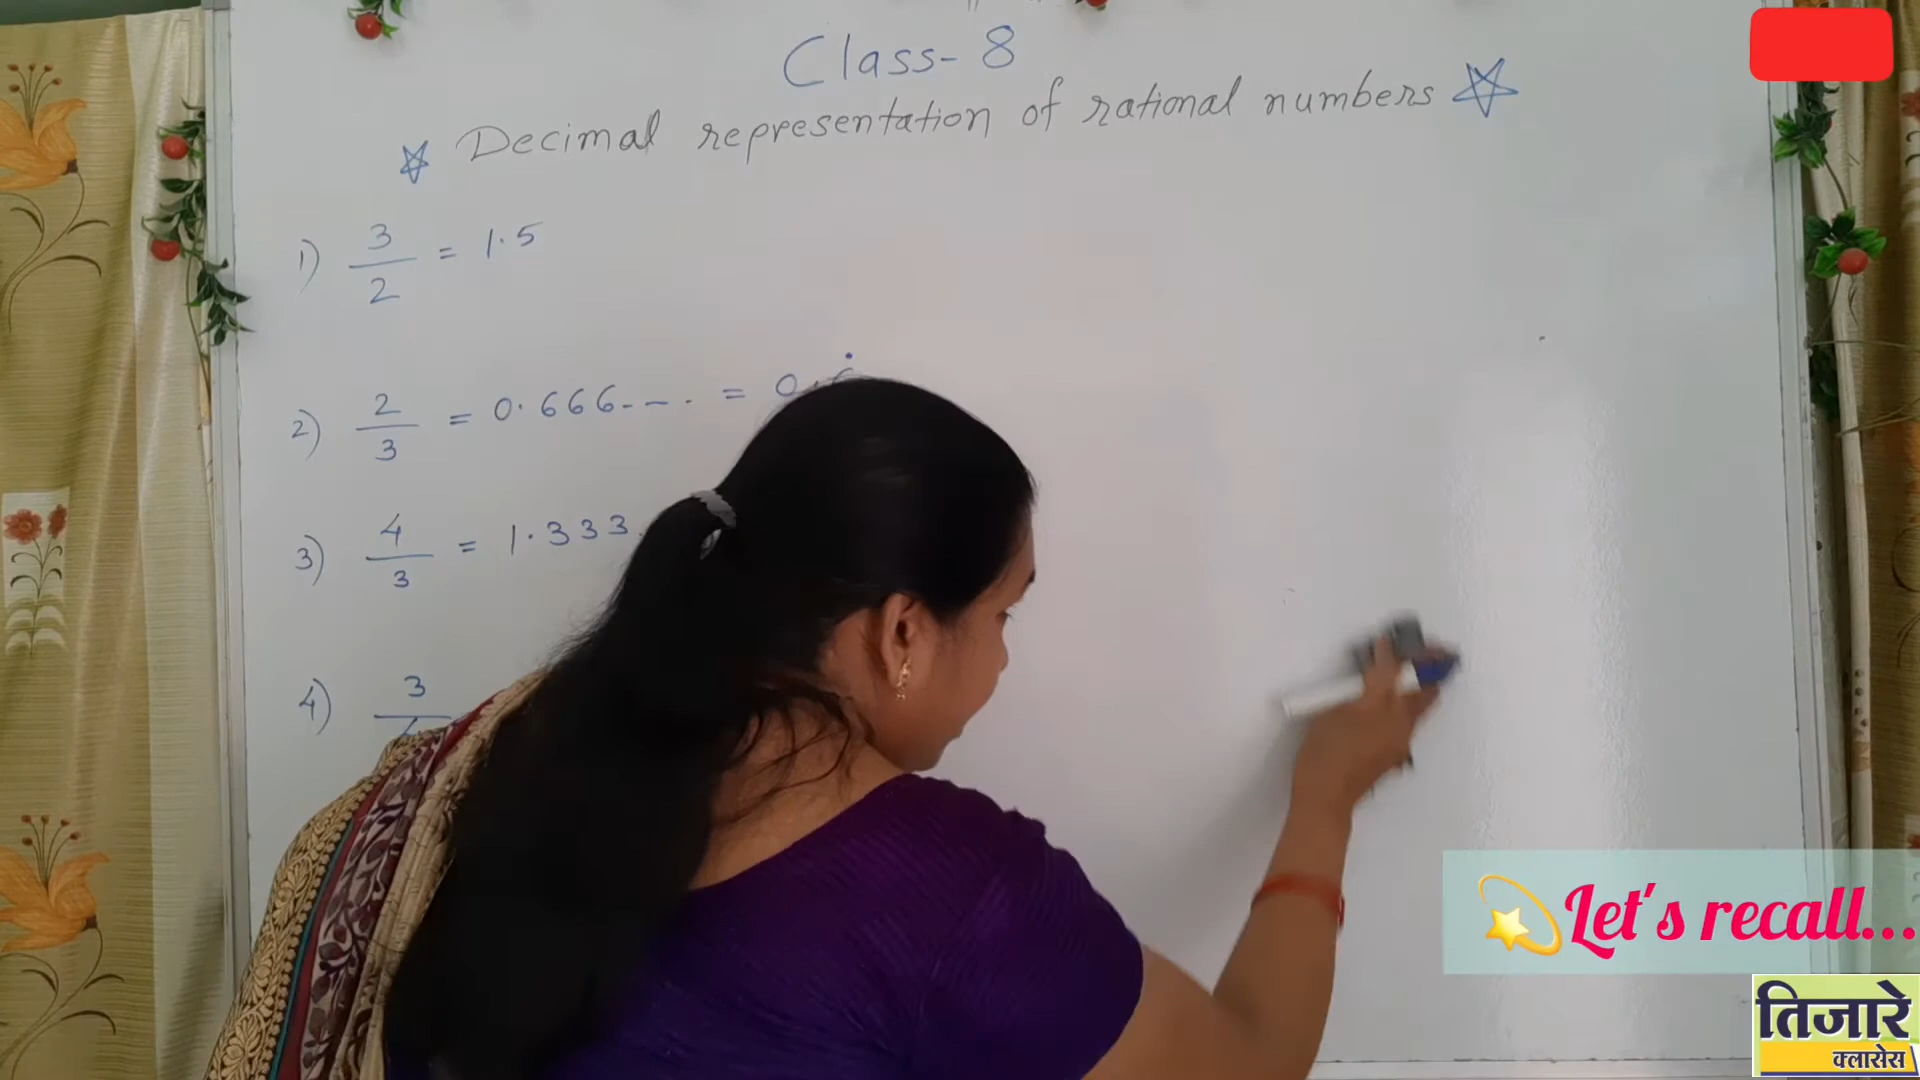 Class-8
Decimal representation of rational numbers
1) 3/2 = 1.5
2) 2/3 = 0.666--. = 0.
3) 4/3 = 1.333.
4) 3
Let's recall...
तिजारे
क्लासेस